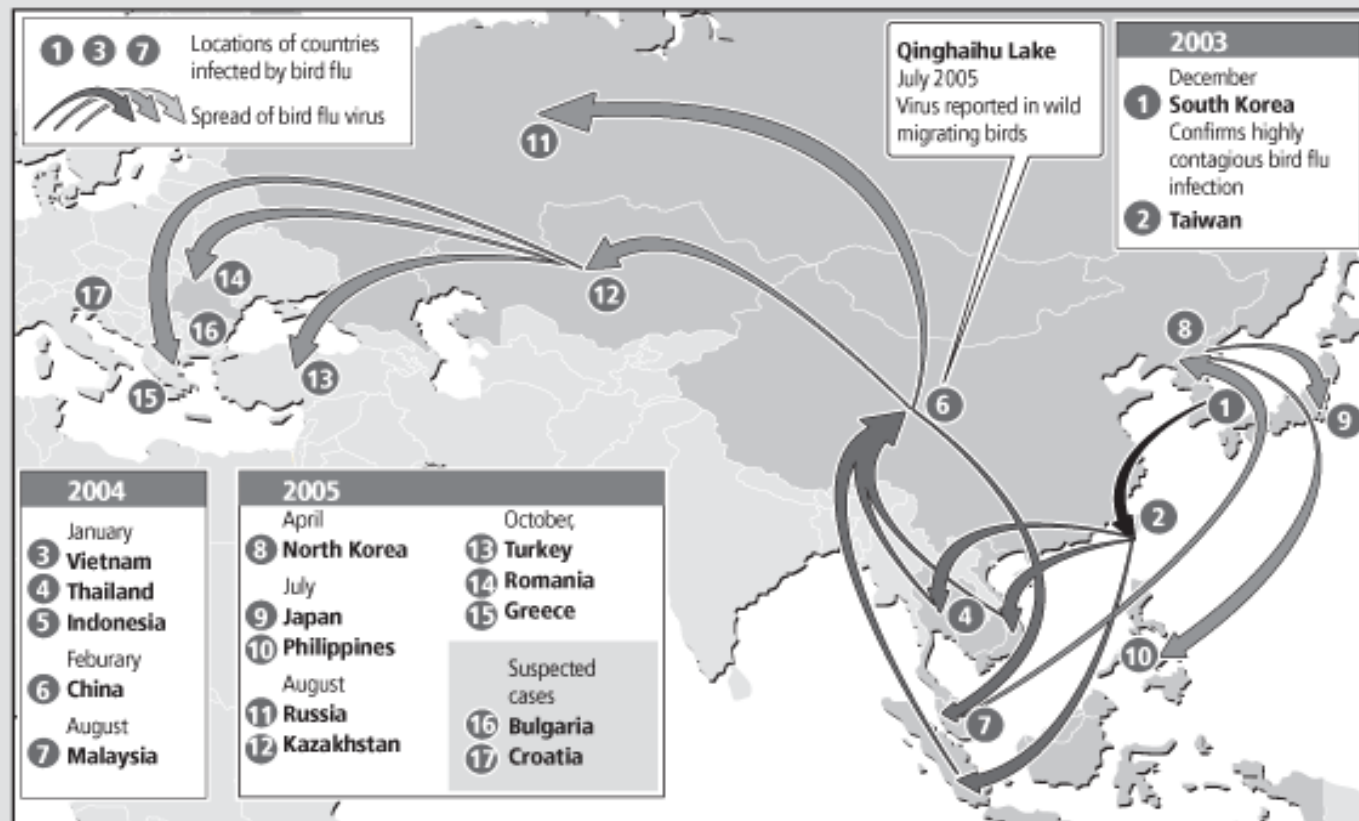 1 3 7 Locations of countries
infected by bird flu
Spread of bird flu virus
Qinghaihu Lake
July 2005
Virus reported in wild
migrating birds
2003
December
1 South Korea
Confirms highly
contagious bird flu
infection
2 Taiwan
11
14
12
17
16
13
15
6
8
1
9
2
4
10
7
2004
January
3 Vietnam
4 Thailand
5 Indonesia
Feburary
6 China
August
7 Malaysia
2005
April
8 North Korea
July
9 Japan
10 Philippines
August
11 Russia
12 Kazakhstan
October,
13 Turkey
14 Romania
15 Greece
Suspected
cases
16 Bulgaria
17 Croatia